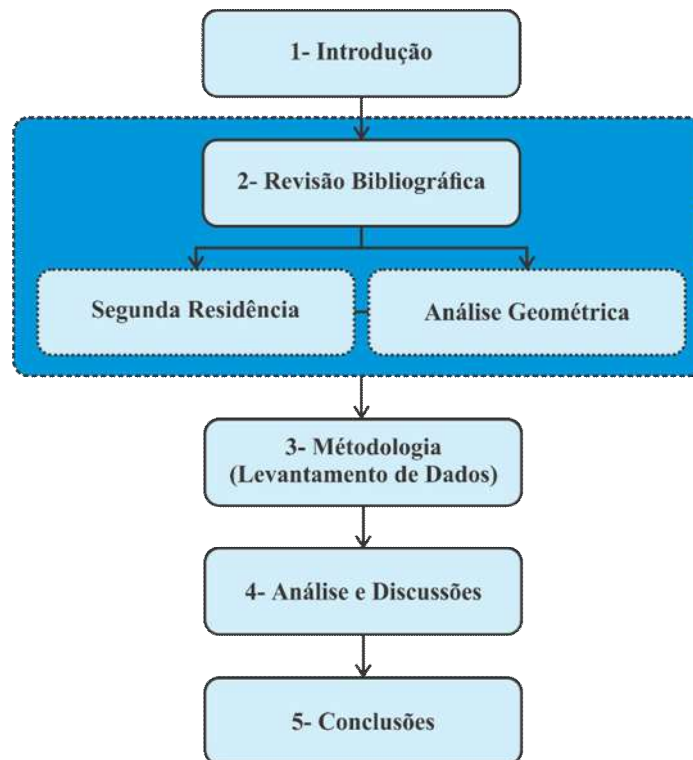 1- Introdução
2- Revisão Bibliográfica
Segunda Residência
Análise Geométrica
3- Métodologia
(Levantamento de Dados)
4- Análise e Discussões
5- Conclusões